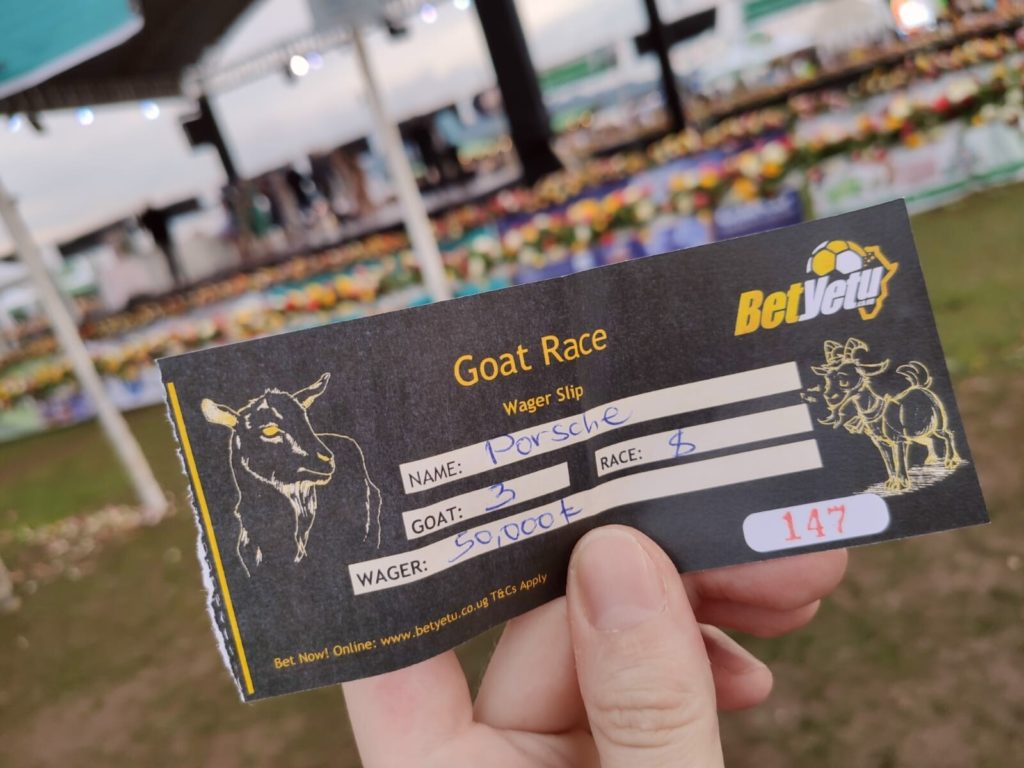 BetYetu
Goat Race
Wager Slip
NAME: Porsche
GOAT: 3 RACE: 8
WAGER: 50,000/=
147
Bet Now! Online: www.betyetu.co.ug T&Cs Apply